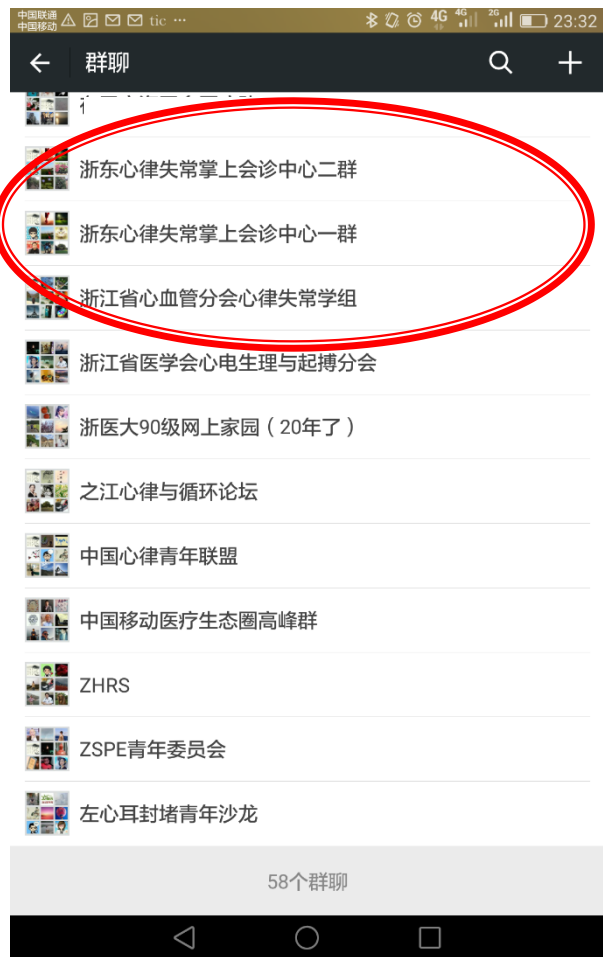 中国联通
中国移动 tic ... 4G 4G 2G 23:32
群聊
浙东心律失常掌上会诊中心二群
浙东心律失常掌上会诊中心一群
浙江省心血管分会心律失常学组
浙江省医学会心电生理与起搏分会
浙医大90级网上家园(20年了)
之江心律与循环论坛
中国心律青年联盟
中国移动医疗生态圈高峰群
ZHRS
ZSPE青年委员会
左心耳封堵青年沙龙
58个群聊